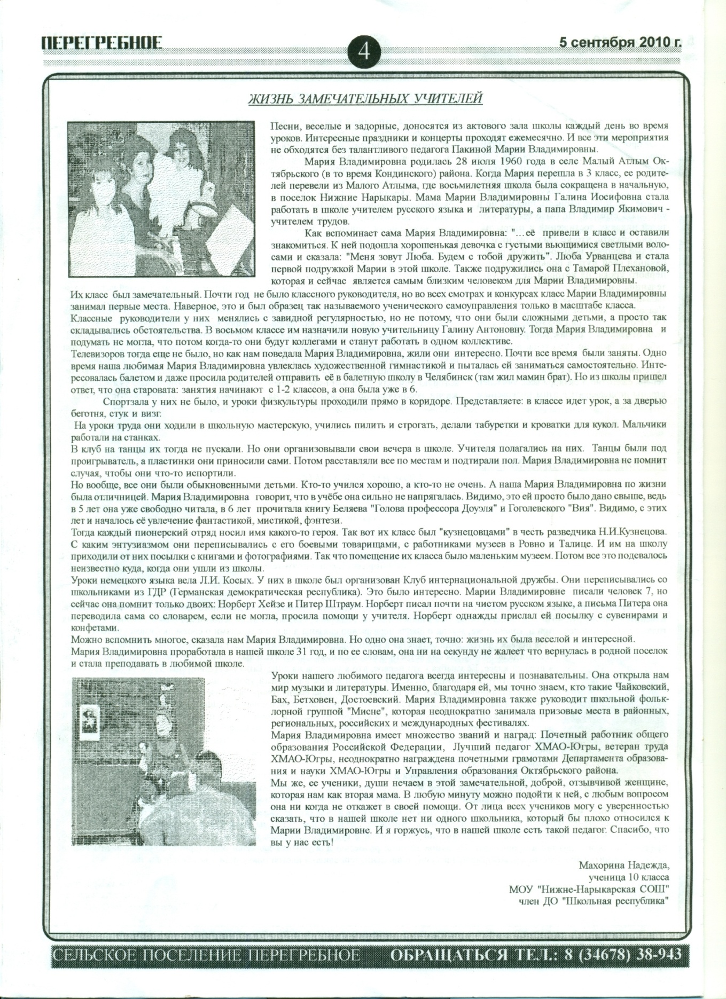 ПЕРЕГРЕБНОЕ
4
5 сентября 2010 г.
ЖИЗНЬ ЗАМЕЧАТЕЛЬНЫХ УЧИТЕЛЕЙ
Песни, веселые и задорные, доносятся из актового зала школы каждый день во время
уроков. Интересные праздники и концерты проходят ежемесячно. И все эти мероприятия
не обходятся без талантливого педагога Пакиной Марии Владимировны.
Мария Владимировна родилась 28 июля 1960 года в селе Малый Атлым Ок-
тябрьского (в то время Кондинского) района. Когда Мария перешла в 3 класс, ее родите-
лей перевели из Малого Атлыма, где восьмилетняя школа была сокращена в начальную,
в поселок Нижние Нарыкары. Мама Марии Владимировны Галина Иосифовна стала
работать в школе учителем русского языка и литературы, а папа Владимир Якимович -
учителем трудов.
Как вспоминает сама Мария Владимировна: "…её привели в класс и оставили
знакомиться. К ней подошла хорошенькая девочка с густыми вьющимися светлыми воло-
сами и сказала: "Меня зовут Люба. Будем с тобой дружить". Люба Урванцева и стала
первой подружкой Марии в этой школе. Также подружились она с Тамарой Плехановой,
которая и сейчас является самым близким человеком для Марии Владимировны.
Их класс был замечательный. Почти год не было классного руководителя, но во всех смотрах и конкурсах класс Марии Владимировны
занимал первые места. Наверное, это и был образец так называемого ученического самоуправления только в масштабе класса.
Классные руководители у них менялись с завидной регулярностью, но не потому, что они были сложными детьми, а просто так
складывались обстоятельства. В восьмом классе им назначили новую учительницу Галину Антоновну. Тогда Мария Владимировна и
подумать не могла, что потом когда-то они будут коллегами и станут работать в одном коллективе.
Телевизоров тогда еще не было, но как нам поведала Мария Владимировна, жили они интересно. Почти все время были заняты. Одно
время наша любимая Мария Владимировна увлеклась художественной гимнастикой и пыталась ей заниматься самостоятельно. Инте-
ресовалась балетом и даже просила родителей отправить её в балетную школу в Челябинск (там жил мамин брат). Но из школы пришел
ответ, что она старовата: занятия начинают с 1-2 классов, а она была уже в 6.
Спортзала у них не было, и уроки физкультуры проходили прямо в коридоре. Представляете: в классе идет урок, а за дверью
беготня, стук и визг.
На уроки труда они ходили в школьную мастерскую, учились пилить и строгать, делали табуретки и кроватки для кукол. Мальчики
работали на станках.
В клуб на танцы их тогда не пускали. Но они организовывали свои вечера в школе. Учителя полагались на них. Танцы были под
проигрыватель, а пластинки они приносили сами. Потом расставляли все по местам и подтирали пол. Мария Владимировна не помнит
случая, чтобы они что-то испортили.
Но вообще, все они были обыкновенными детьми. Кто-то учился хорошо, а кто-то не очень. А наша Мария Владимировна по жизни
была отличницей. Мария Владимировна говорит, что в учёбе она сильно не напрягалась. Видимо, это ей просто было дано свыше, ведь
в 5 лет она уже свободно читала, в 6 лет прочитала книгу Беляева "Голова профессора Доуэля" и Гоголевского "Вия". Видимо, с этих
лет и началось её увлечение фантастикой, мистикой, фэнтези.
Тогда каждый пионерский отряд носил имя какого-то героя. Так вот их класс был "кузнецовцами" в честь разведчика Н.И.Кузнецова.
С каким энтузиазмом они переписывались с его боевыми товарищами, с работниками музеев в Ровно и Талице. И им на школу
приходили от них посылки с книгами и фотографиями. Так что помещение их класса было маленьким музеем. Потом все это подевалось
неизвестно куда, когда они ушли из школы.
Уроки немецкого языка вела Л.И. Косых. У них в школе был организован Клуб интернациональной дружбы. Они переписывались со
школьниками из ГДР (Германская демократическая республика). Это было интересно. Марии Владимировне писали человек 7, но
сейчас она помнит только двоих: Норберт Хейзе и Питер Штраум. Норберт писал почти на чистом русском языке, а письма Питера она
переводила сама со словарем, если не могла, просила помощи у учителя. Норберт однажды прислал ей посылку с сувенирами и
конфетами.
Можно вспомнить многое, сказала нам Мария Владимировна. Но одно она знает, точно: жизнь их была веселой и интересной.
Мария Владимировна проработала в нашей школе 31 год, и по ее словам, она ни на секунду не жалеет что вернулась в родной поселок
и стала преподавать в любимой школе.
Уроки нашего любимого педагога всегда интересны и познавательны. Она открыла нам
мир музыки и литературы. Именно, благодаря ей, мы точно знаем, кто такие Чайковский,
Бах, Бетховен, Достоевский. Мария Владимировна также руководит школьной фольк-
лорной группой "Мисне", которая неоднократно занимала призовые места в районных,
региональных, российских и международных фестивалях.
Мария Владимировна имеет множество званий и наград: Почетный работник общего
образования Российской Федерации, Лучший педагог ХМАО-Югры, ветеран труда
ХМАО-Югры, неоднократно награждена почетными грамотами Департамента образова-
ния и науки ХМАО-Югры и Управления образования Октябрьского района.
Мы же, ее ученики, души нечаем в этой замечательной, доброй, отзывчивой женщине,
которая нам как вторая мама. В любую минуту можно подойти к ней, с любым вопросом
она ни когда не откажет в своей помощи. От лица всех учеников могу с уверенностью
сказать, что в нашей школе нет ни одного школьника, который бы плохо относился к
Марии Владимировне. И я горжусь, что в нашей школе есть такой педагог. Спасибо, что
вы у нас есть!
Махорина Надежда,
ученица 10 класса
МОУ "Нижне-Нарыкарская СОШ"
член ДО "Школьная республика"
СЕЛЬСКОЕ ПОСЕЛЕНИЕ ПЕРЕГРЕБНОЕ ОБРАЩАТЬСЯ ТЕЛ.: 8 (34678) 38-943